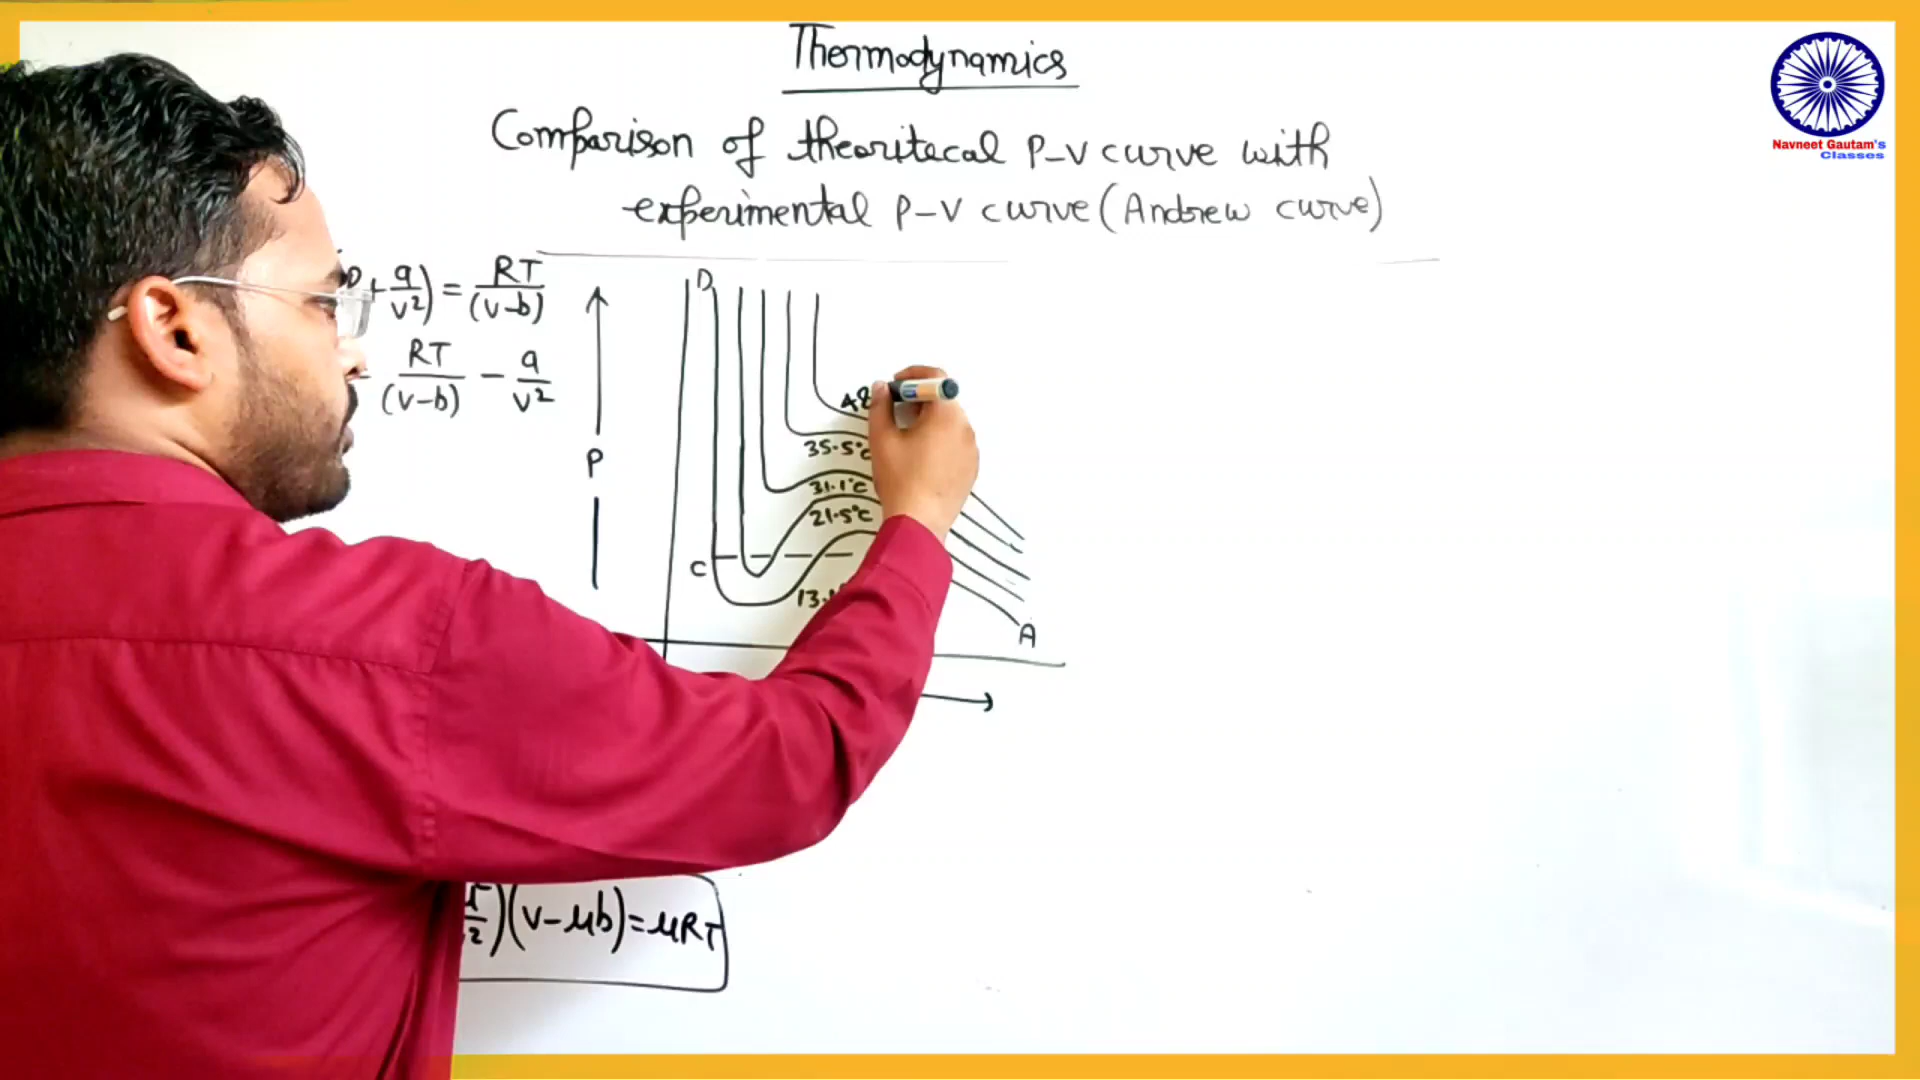 Thermodynamics
Comparison of theoritecal P-V curve with
experimental P-V curve (Andrew curve)
Navneet Gautam's
Classes
+ a/v²) = RT/(v-b)
RT/(v-b) - a/v²
P
D
35.5°C
31.1°C
21.5°C
C
A
(v-μb)=μRT